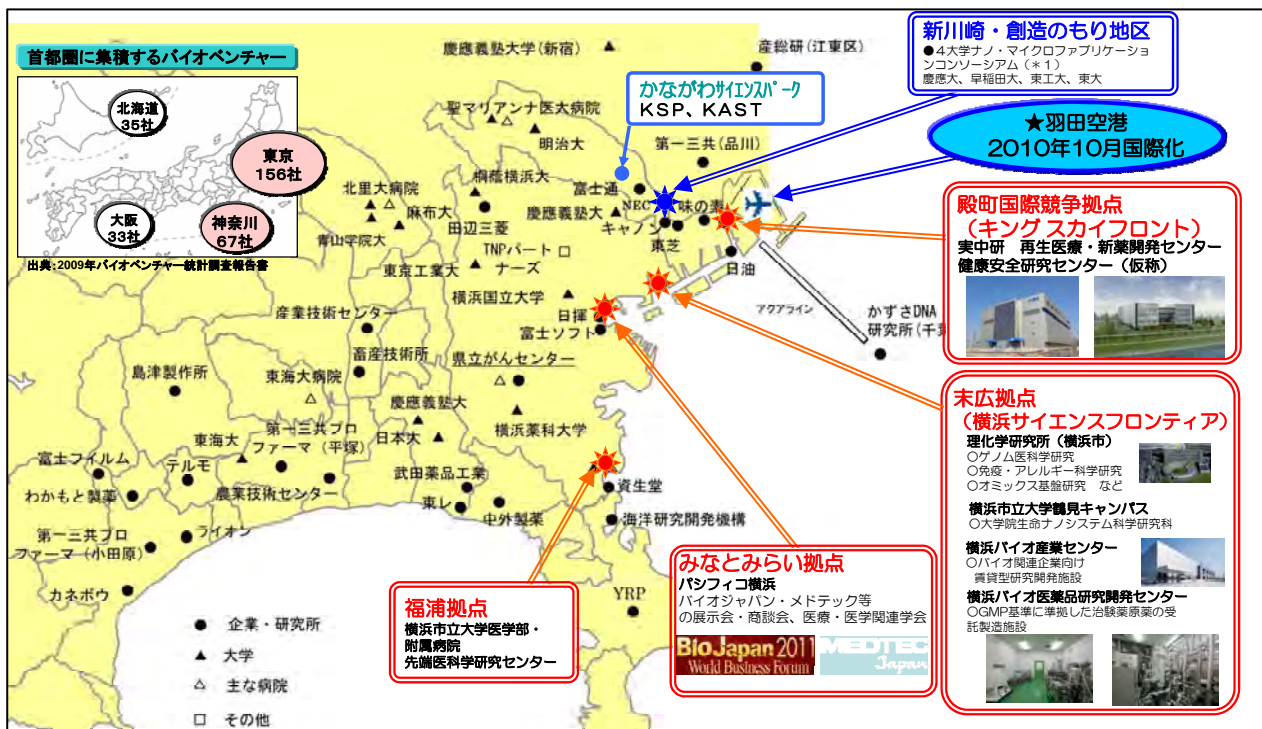 首都圏に集積するバイオベンチャー
北海道
35社
東京
156社
大阪
33社
神奈川
67社
出典:2009年バイオベンチャー統計調査報告書
慶應義塾大学(新宿)
産総研(江東区)
新川崎・創造のもり地区
●4大学ナノ・マイクロファブリケーショ
ンコンソーシアム(*1)
慶應大、早稲田大、東工大、東大
かながわサイエンスパーク
KSP、KAST
★羽田空港
2010年10月国際化
聖マリアンナ医大病院
明治大
第一三共(品川)
桐蔭横浜大
富士通
北里大病院
麻布大
NEC
味の素
慶應義塾大
田辺三菱
キヤノン
東芝
青山学院大
TNPパート
ナーズ
日油
東京工業大
横浜国立大学
アクアライン
かずさDNA
研究所(千葉
日揮
富士ソフト
産業技術センター
畜産技術所
県立がんセンター
島津製作所
東海大病院
慶應義塾大
横浜薬科大学
第一三共プロ
ファーマ(平塚)
日本大
東海大
富士フィルム
テルモ
武田薬品工業
資生堂
わかもと製薬
農業技術センター
東レ
中外製薬
海洋研究開発機構
第一三共プロ
ファーマ(小田原)
ライオン
カネボウ
YRP
殿町国際競争拠点
(キング スカイフロント)
実中研 再生医療・新薬開発センター
健康安全研究センター(仮称)
末広拠点
(横浜サイエンスフロンティア)
理化学研究所(横浜市)
○ゲノム医科学研究
○免疫・アレルギー科学研究
○オミックス基盤研究 など
横浜市立大学鶴見キャンパス
○大学院生命ナノシステム科学研究科
横浜バイオ産業センター
○バイオ関連企業向け
賃貸型研究開発施設
横浜バイオ医薬品研究開発センター
○GMP基準に準拠した治験薬原薬の受
託製造施設
みなとみらい拠点
パシフィコ横浜
バイオジャパン・メドテック等
の展示会・商談会、医療・医学関連学会
BioJapan 2011
World Business Forum
MEDTEC
Japan
福浦拠点
横浜市立大学医学部・
附属病院
先端医科学研究センター
● 企業・研究所
▲ 大学
△ 主な病院
□ その他